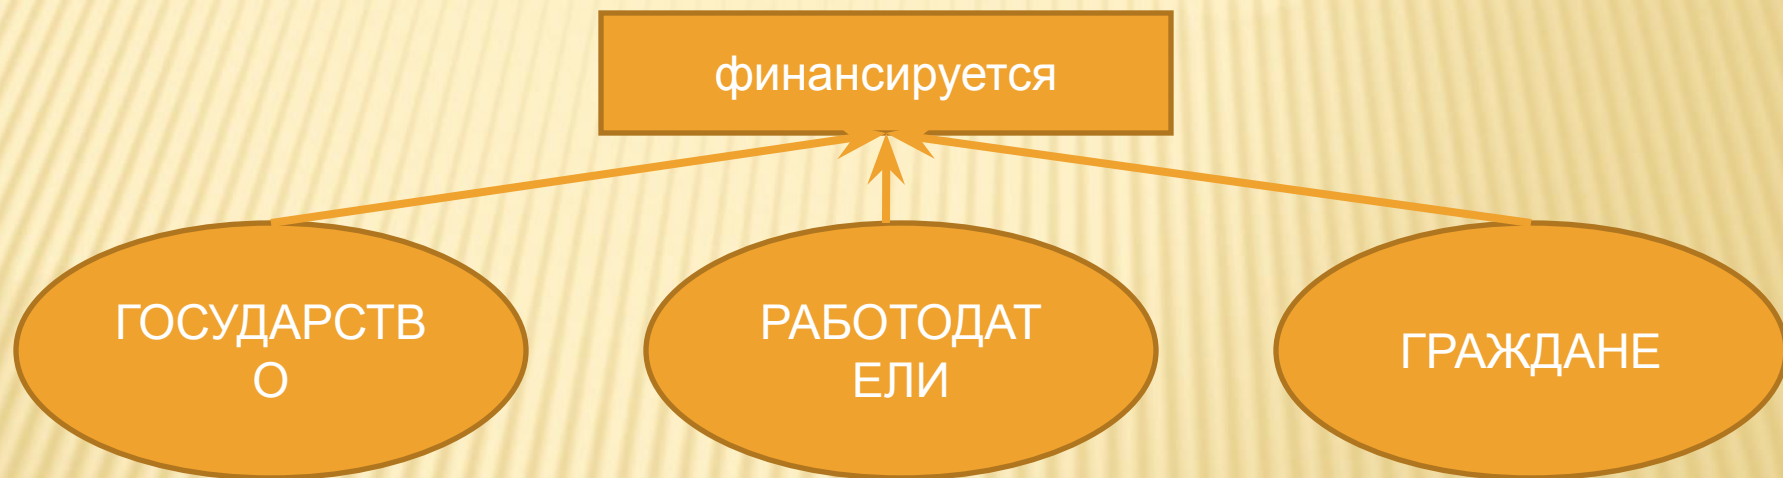 финансируется
ГОСУДАРСТВ
О
РАБОТОДАТ
ЕЛИ
ГРАЖДАНЕ